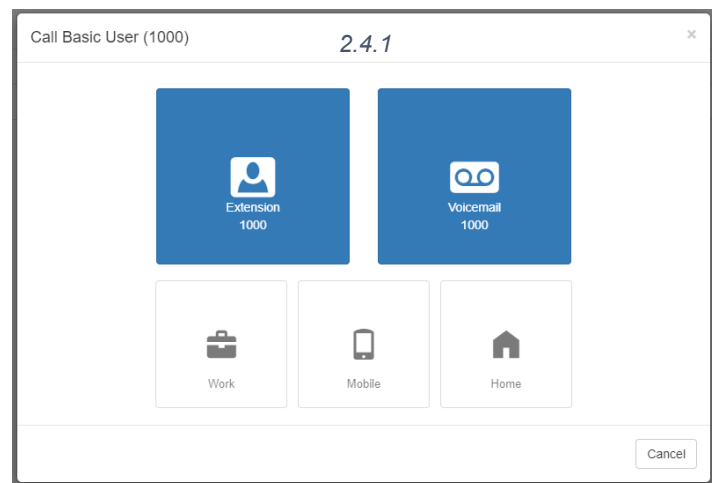 Call Basic User (1000)
2.4.1
×
Extension
1000
Voicemail
1000
Work
Mobile
Home
Cancel